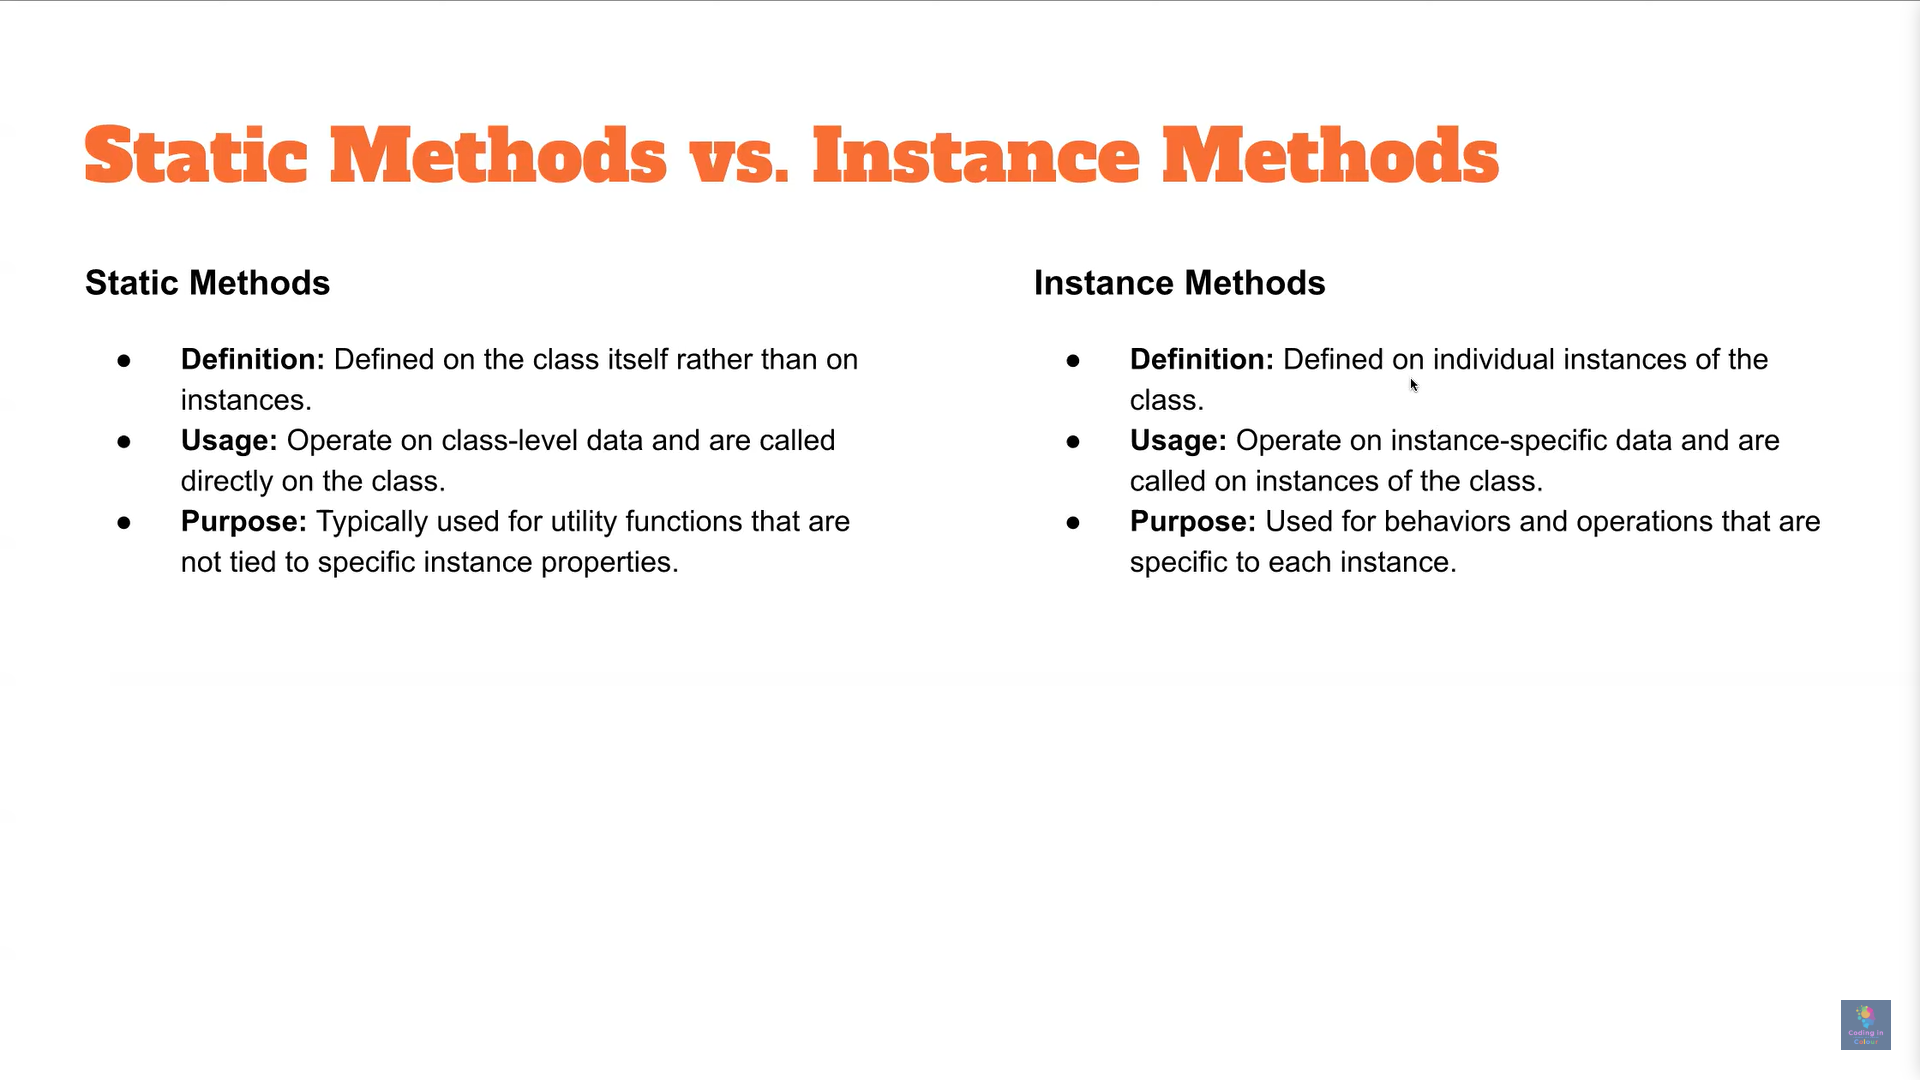 Static Methods vs. Instance Methods
Static Methods
● Definition: Defined on the class itself rather than on
instances.
● Usage: Operate on class-level data and are called
directly on the class.
● Purpose: Typically used for utility functions that are
not tied to specific instance properties.
Instance Methods
● Definition: Defined on individual instances of the
class.
● Usage: Operate on instance-specific data and are
called on instances of the class.
● Purpose: Used for behaviors and operations that are
specific to each instance.
Coding in
Colour